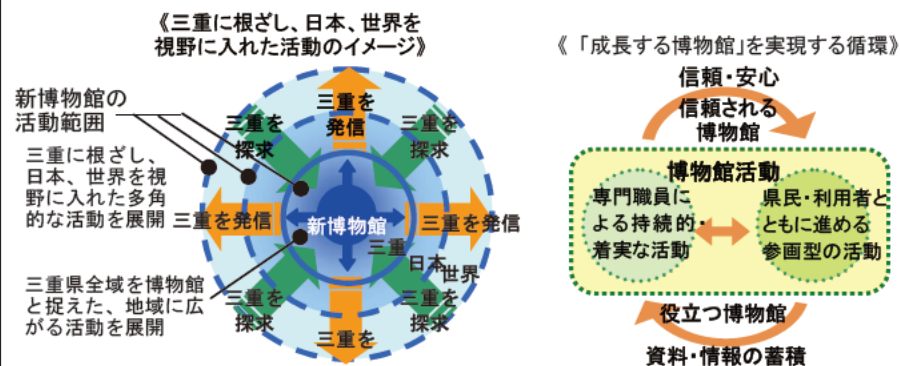 《三重に根ざし、日本、世界を
視野に入れた活動のイメージ》
新博物館の
活動範囲
三重に根ざし、
日本、世界を視
野に入れた多角
的な活動を展開
三重県全域を博物館
と捉えた、地域に広
がる活動を展開
三重を
発信
三重を
探求
三重を
探求
三重を発信
新博物館
三重を発信
三重
日本
世界
三重を
探求
三重を
探求
三重を
《「成長する博物館」を実現する循環》
信頼・安心
信頼される
博物館
博物館活動
専門職員に
よる持続的・
着実な活動
県民・利用者と
ともに進める
参画型の活動
役立つ博物館
資料・情報の蓄積